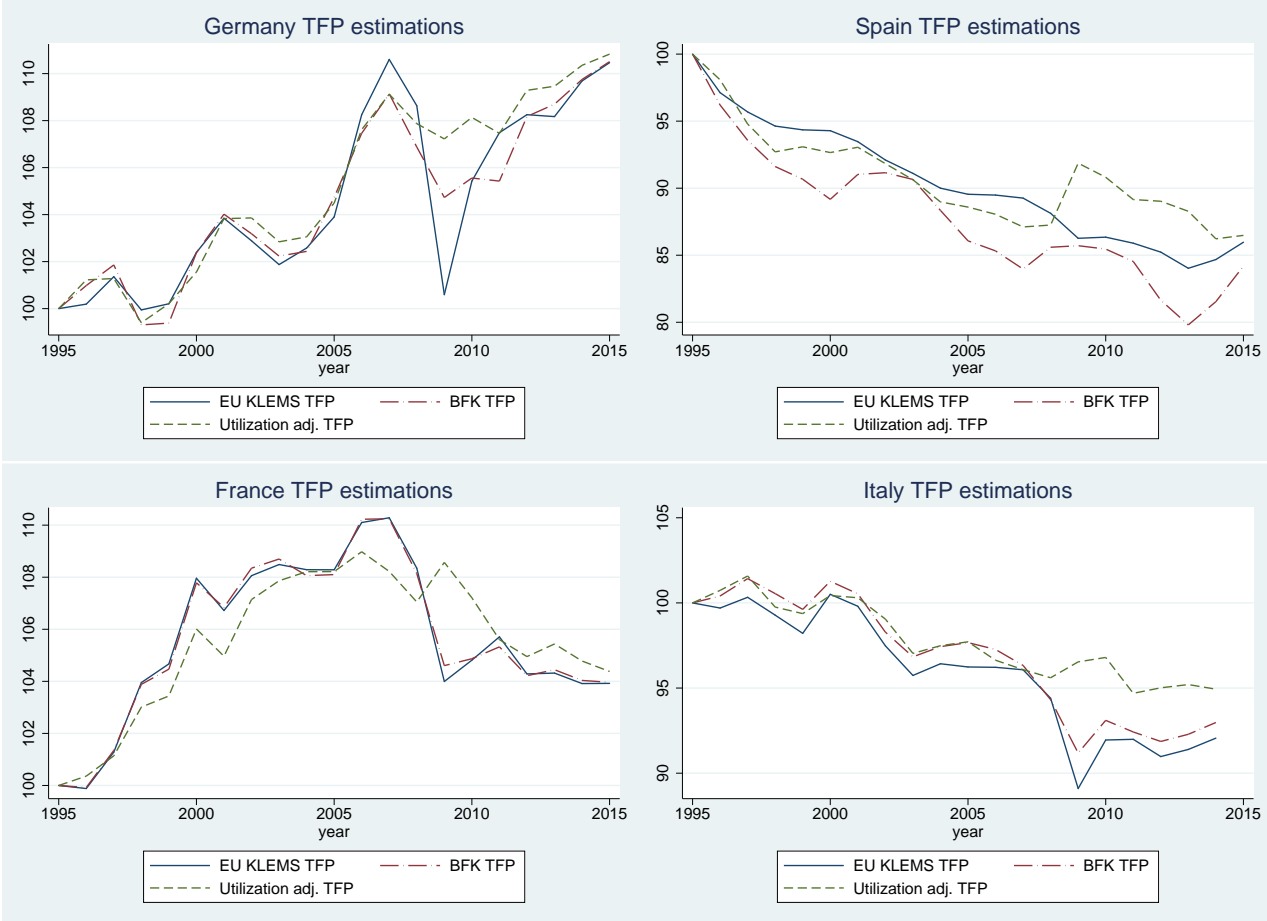 Germany TFP estimations
110
108
106
104
102
100
1995 2000 2005 2010 2015
year
EU KLEMS TFP BFK TFP
Utilization adj. TFP
Spain TFP estimations
100
95
90
85
80
1995 2000 2005 2010 2015
year
EU KLEMS TFP BFK TFP
Utilization adj. TFP
France TFP estimations
110
108
106
104
102
100
1995 2000 2005 2010 2015
year
EU KLEMS TFP BFK TFP
Utilization adj. TFP
Italy TFP estimations
105
100
95
90
1995 2000 2005 2010 2015
year
EU KLEMS TFP BFK TFP
Utilization adj. TFP